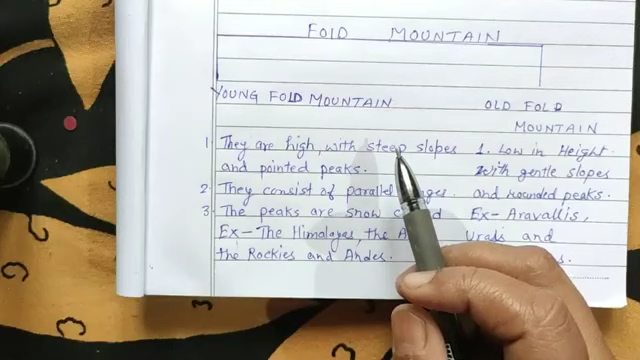 FOLD MOUNTAIN
YOUNG FOLD MOUNTAIN
1 They are high, with steep slopes
and pointed peaks.
2 They consist of parallel
3 The peaks are snow
Ex- The Himalayas, the
the Rockies and Andes.
OLD FOLD
MOUNTAIN
1. Low in Height.
2 with gentle slopes
and rounded peaks.
Ex- Aravallis,
Urals and